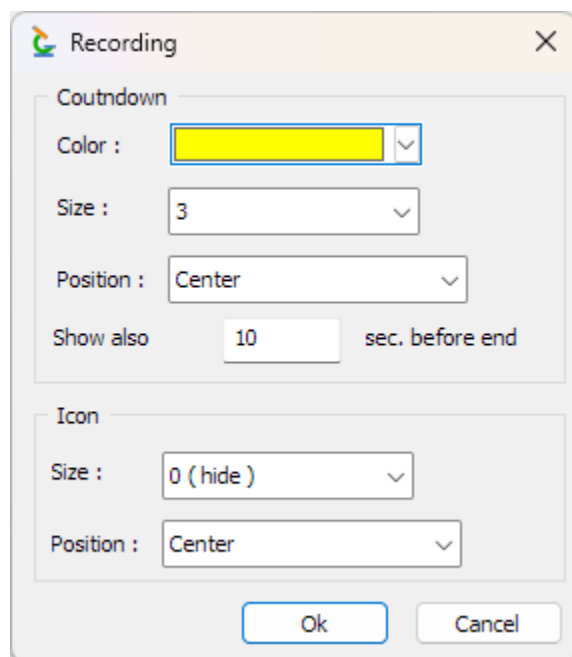 Recording
Coutndown
Color :
Size : 3
Position : Center
Show also 10 sec. before end
Icon
Size : 0 ( hide )
Position : Center
Ok Cancel